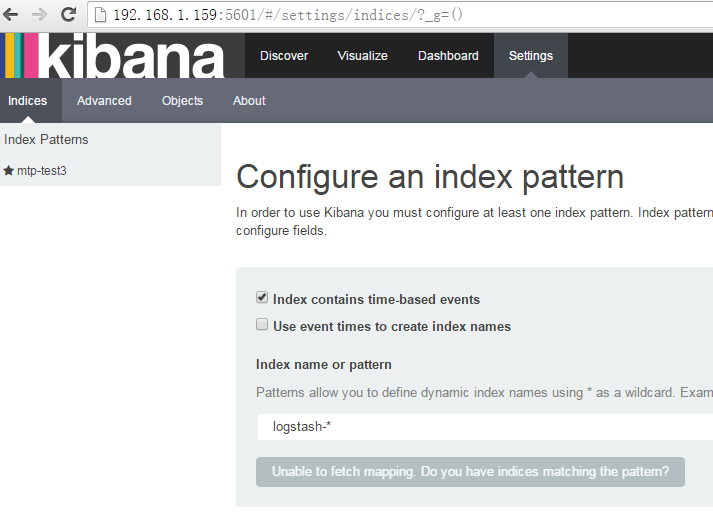 192.168.1.159:5601/#/settings/indices/?_g=()
kibana
Discover Visualize Dashboard Settings
Indices Advanced Objects About
Index Patterns
mtp-test3
Configure an index pattern
In order to use Kibana you must configure at least one index pattern. Index pattern
configure fields.
Index contains time-based events
Use event times to create index names
Index name or pattern
Patterns allow you to define dynamic index names using * as a wildcard. Exam
logstash-*
Unable to fetch mapping. Do you have indices matching the pattern?